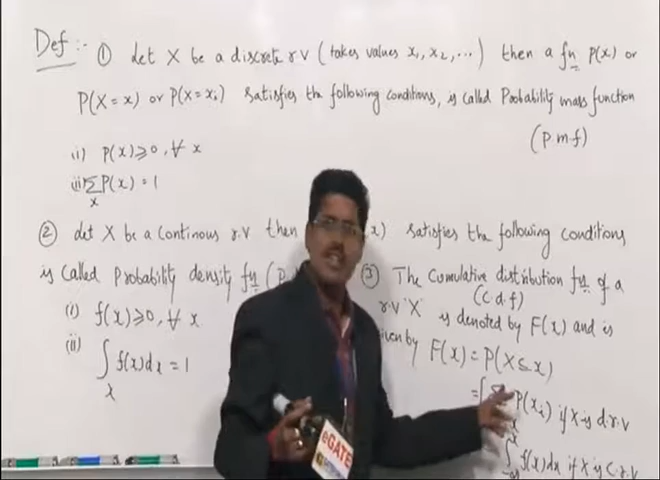 Def :- ① Let X be a discrete r.v (takes values x₁, x₂, ...) then a fn P(x) or
P(X = x) or P(X = xᵢ) satisfies the following conditions, is called Probability mass function
(p.m.f)
(i) P(x) ≥ 0, ∀ x
(ii) Σ P(x) = 1
x
② Let X be a continous r.v then x) satisfies the following conditions
is called Probability density fn (P.
(i) f(x) ≥ 0, ∀ x
(ii) ∫ f(x)dx = 1
x
③ The Cumulative distribution fn of a
(c.d.f)
r.v 'X' is denoted by F(x) and is
given by F(x) = P(X ≤ x)
= { P(xᵢ) if X is d.r.v
∫ f(x)dx if X is c.r.v
eGATE